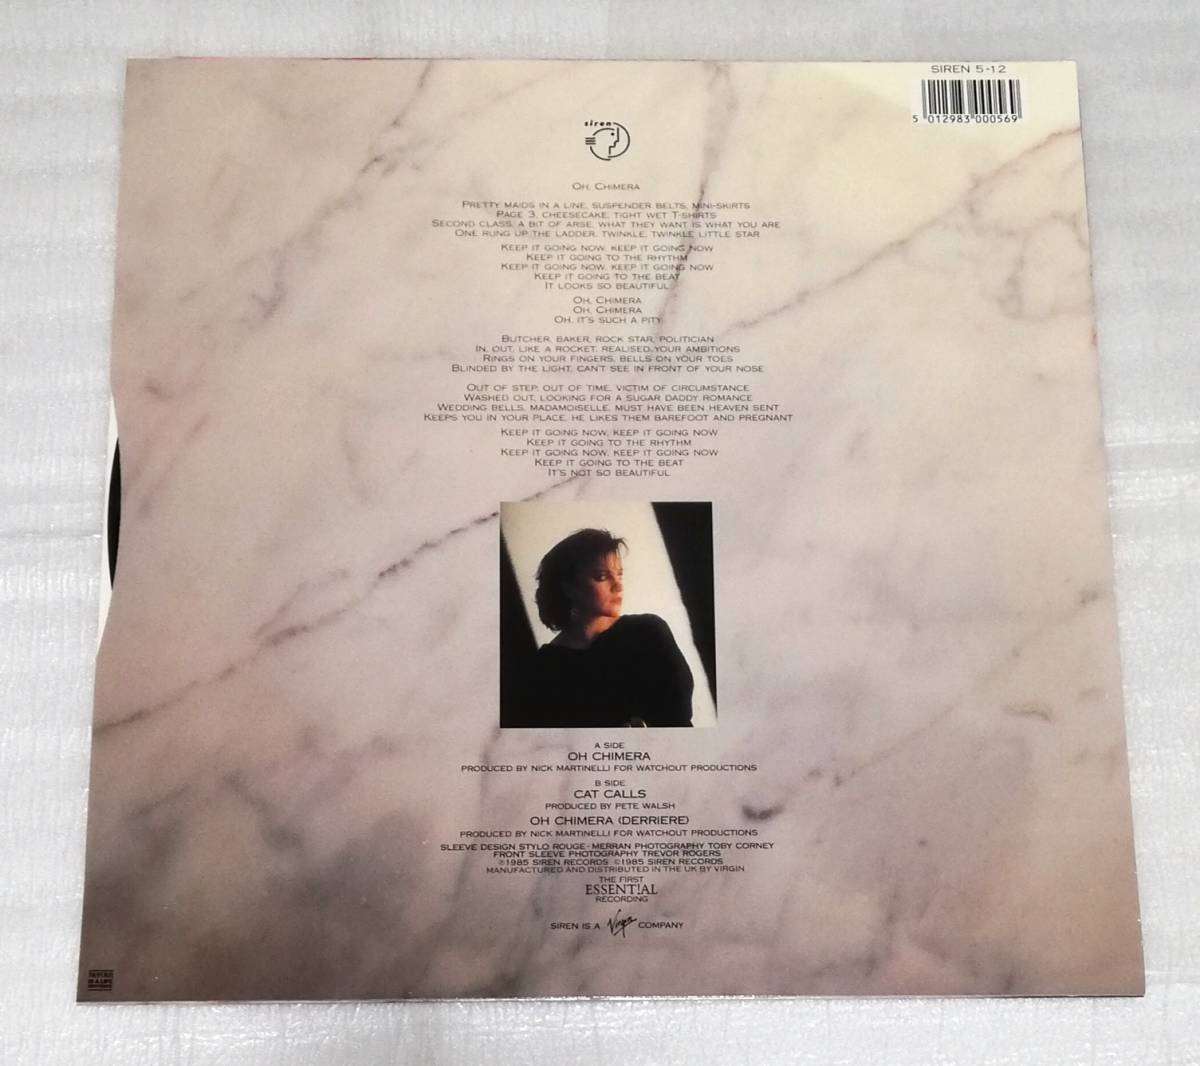 SIREN 5-12
5 012983 000569
siren
OH, CHIMERA
PRETTY MAIDS IN A LINE, SUSPENDER BELTS, MINI-SKIRTS
PAGE 3, CHEESECAKE, TIGHT WET T-SHIRTS
SECOND CLASS, A BIT OF ARSE, WHAT THEY WANT IS WHAT YOU ARE
ONE RUNG UP THE LADDER, TWINKLE, TWINKLE LITTLE STAR
KEEP IT GOING NOW, KEEP IT GOING NOW
KEEP IT GOING TO THE RHYTHM
KEEP IT GOING NOW, KEEP IT GOING NOW
KEEP IT GOING TO THE BEAT
IT LOOKS SO BEAUTIFUL
OH, CHIMERA
OH, CHIMERA
OH, IT'S SUCH A PITY
BUTCHER, BAKER, ROCK STAR, POLITICIAN
IN, OUT, LIKE A ROCKET, REALISED YOUR AMBITIONS
RINGS ON YOUR FINGERS, BELLS ON YOUR TOES
BLINDED BY THE LIGHT, CAN'T SEE IN FRONT OF YOUR NOSE
OUT OF STEP, OUT OF TIME, VICTIM OF CIRCUMSTANCE
WASHED OUT, LOOKING FOR A SUGAR DADDY ROMANCE
WEDDING BELLS, MADAMOISELLE, MUST HAVE BEEN HEAVEN SENT
KEEPS YOU IN YOUR PLACE, HE LIKES THEM BAREFOOT AND PREGNANT
KEEP IT GOING NOW, KEEP IT GOING NOW
KEEP IT GOING TO THE RHYTHM
KEEP IT GOING NOW, KEEP IT GOING NOW
KEEP IT GOING TO THE BEAT
IT'S NOT SO BEAUTIFUL
A SIDE
OH CHIMERA
PRODUCED BY NICK MARTINELLI FOR WATCHOUT PRODUCTIONS
B SIDE
CAT CALLS
PRODUCED BY PETE WALSH
OH CHIMERA (DERRIERE)
PRODUCED BY NICK MARTINELLI FOR WATCHOUT PRODUCTIONS
SLEEVE DESIGN STYLO ROUGE - MERRAN PHOTOGRAPHY TOBY CORNEY
FRONT SLEEVE PHOTOGRAPHY TREVOR ROGERS
℗1985 SIREN RECORDS ©1985 SIREN RECORDS
MANUFACTURED AND DISTRIBUTED IN THE UK BY VIRGIN
THE FIRST
ESSENT!AL
RECORDING
SIREN IS A Virgin COMPANY